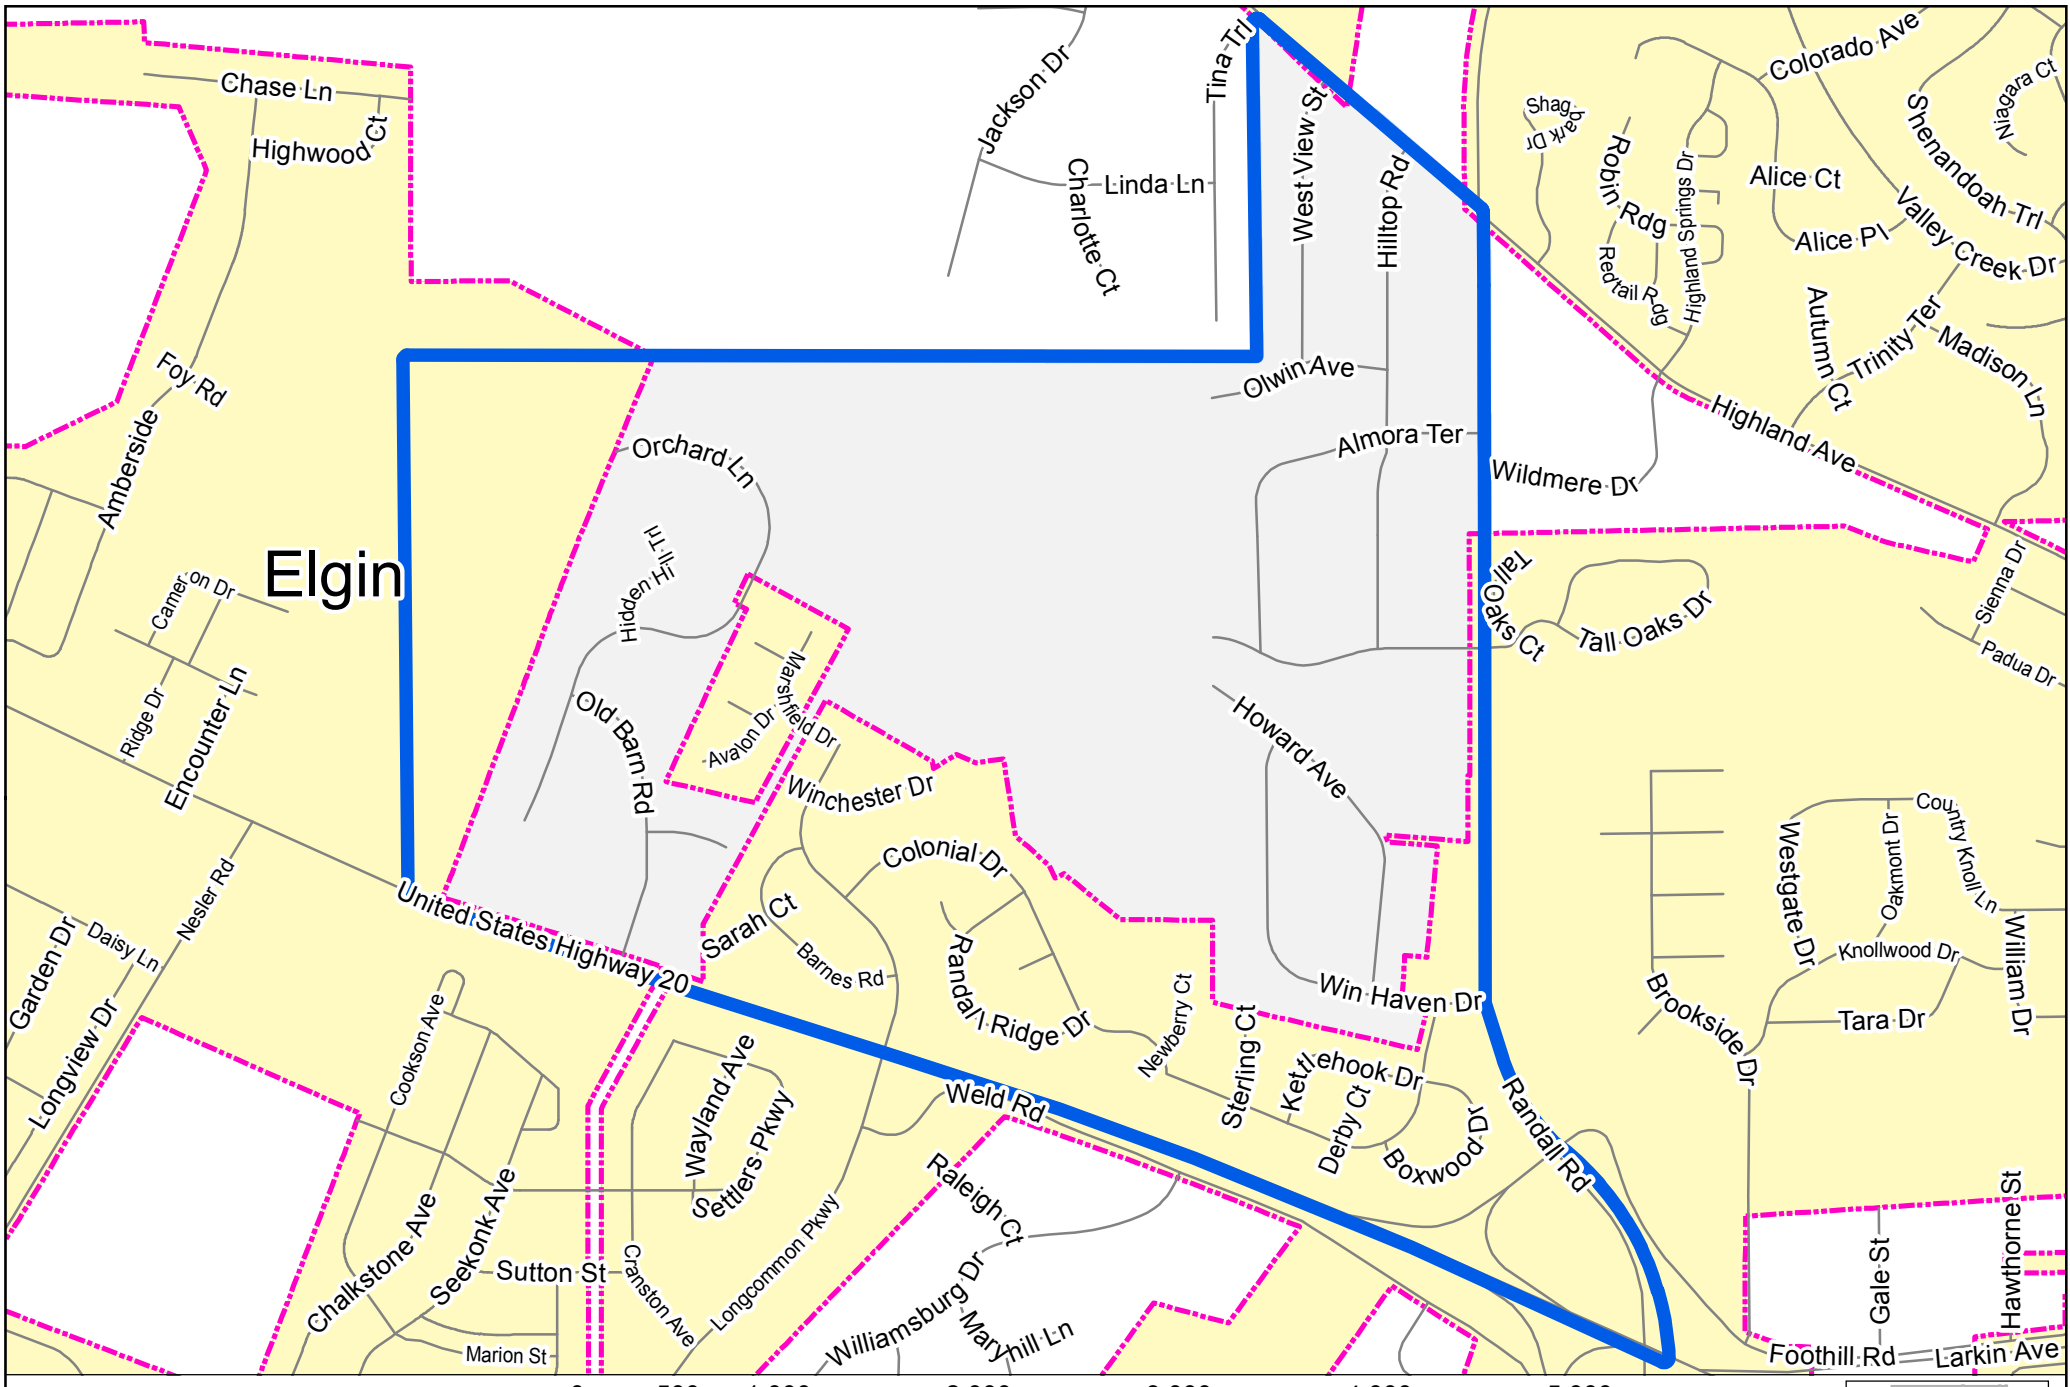 Chase Ln
Highwood Ct
Jackson Dr
Tina Trl
Charlotte Ct
Linda Ln
West View St
Hilltop Rd
Colorado Ave
Shag
bark Dr
Robin Rdg
Redtail Rdg
Highland Springs Dr
Alice Ct
Alice Pl
Shenandoah Trl
Niagara Ct
Valley Creek Dr
Autumn Ct
Trinity Ter
Madison Ln
Highland Ave
Foy Rd
Amberside
Olwin Ave
Almora Ter
Wildmere Dr
Orchard Ln
Hidden Hill Trl
Elgin
Cameron Dr
Ridge Dr
Encounter Ln
Tall Oaks Ct
Tall Oaks Dr
Sienna Dr
Padua Dr
Old Barn Rd
Marshfield Dr
Avalon Dr
Winchester Dr
Howard Ave
Colonial Dr
Westgate Dr
Oakmont Dr
Country Knoll Ln
Knollwood Dr
William Dr
Tara Dr
Brookside Dr
Nesler Rd
Daisy Ln
Garden Dr
Longview Dr
United States Highway 20
Sarah Ct
Barnes Rd
Randall Ridge Dr
Newberry Ct
Sterling Ct
Win Haven Dr
Kettlehook Dr
Derby Ct
Boxwood Dr
Randall Rd
Cookson Ave
Wayland Ave
Settlers Pkwy
Weld Rd
Raleigh Ct
Chalkstone Ave
Seekonk Ave
Sutton St
Cranston Ave
Longcommon Pkwy
Williamsburg Dr
Maryhill Ln
Marion St
Gale St
Hawthorne St
Foothill Rd
Larkin Ave